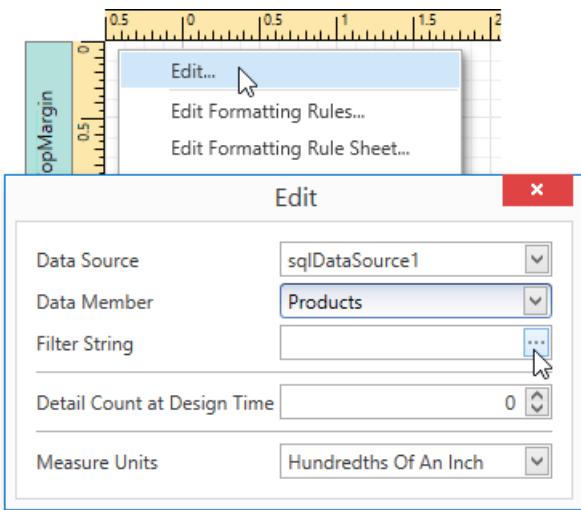 0.5 0 0.5 1 1.5 2
Edit...
Edit Formatting Rules...
Edit Formatting Rule Sheet...
0
0.5
opMargin
Edit
Data Source sqlDataSource1
Data Member Products
Filter String ...
Detail Count at Design Time 0
Measure Units Hundredths Of An Inch